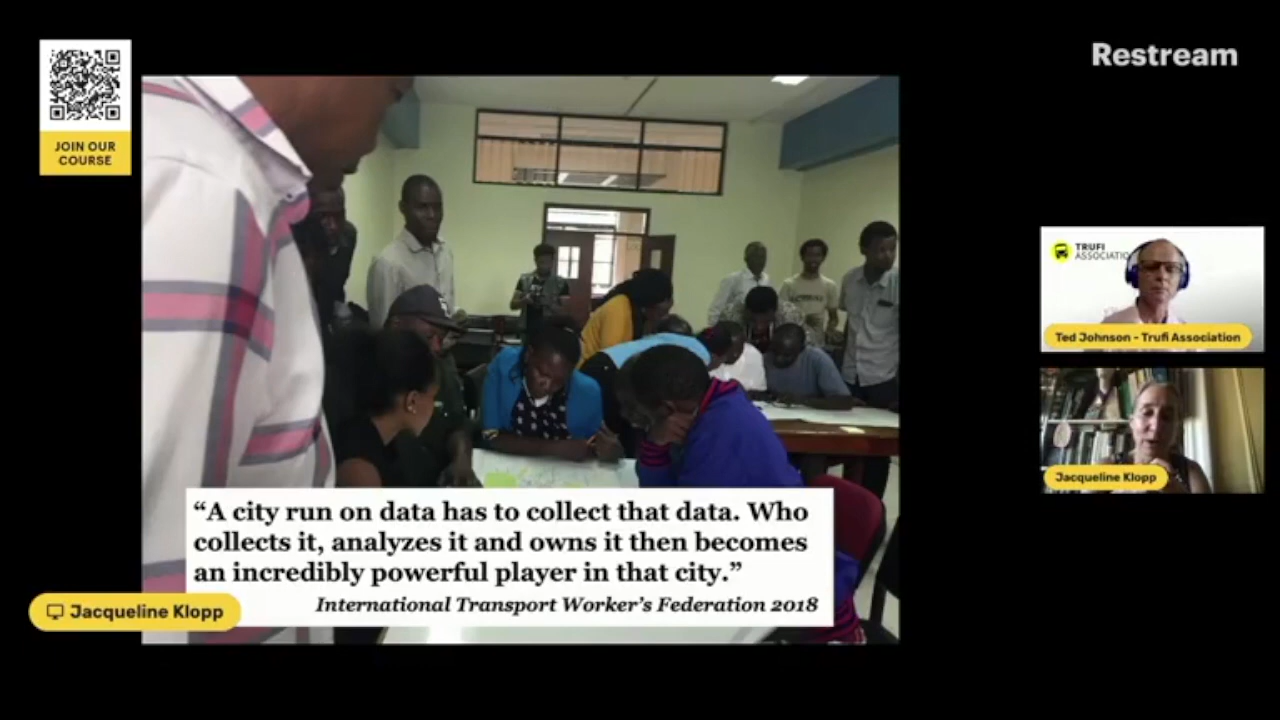 Restream
JOIN OUR
COURSE
TRUFI
ASSOCIATIO
Ted Johnson - Trufi Association
Jacqueline Klopp
“A city run on data has to collect that data. Who
collects it, analyzes it and owns it then becomes
an incredibly powerful player in that city.”
International Transport Worker’s Federation 2018
Jacqueline Klopp